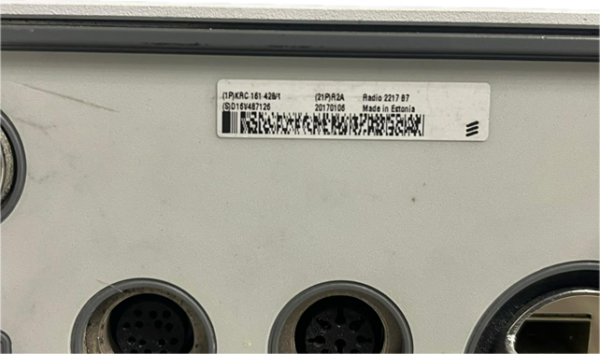 (1P)KRC 161 428/1 (21P)R2A Radio 2217 B7
(S)D16V487126 20170106 Made in Estonia